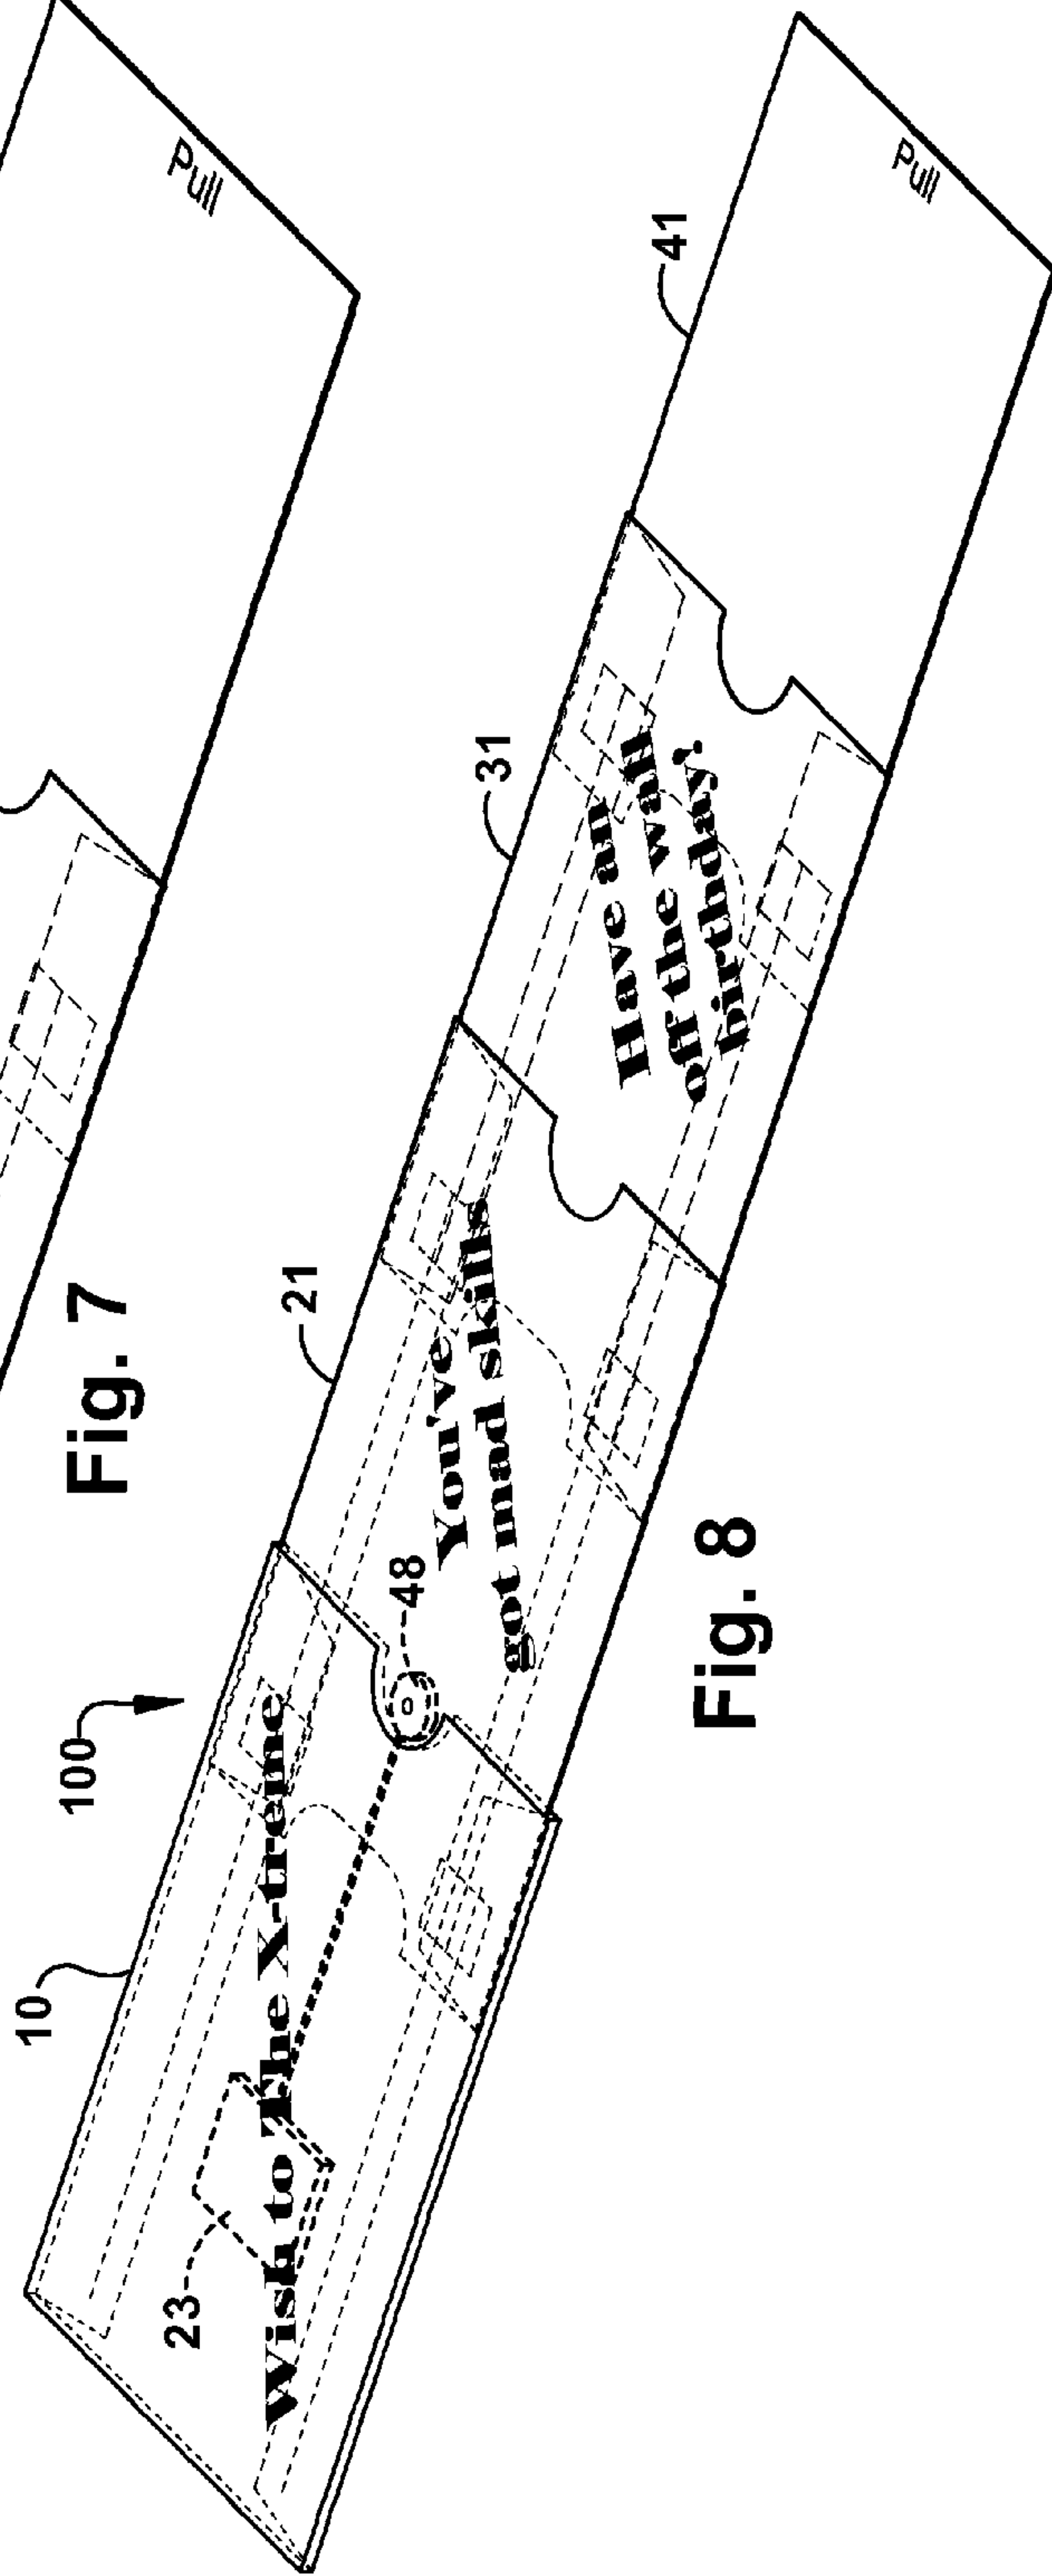 Pull
Fig. 7
100
10
23
Wish to The X-treme
48
21
You've
got mad skills
31
Have an
off the wall
birthday!
41
Pull
Fig. 8